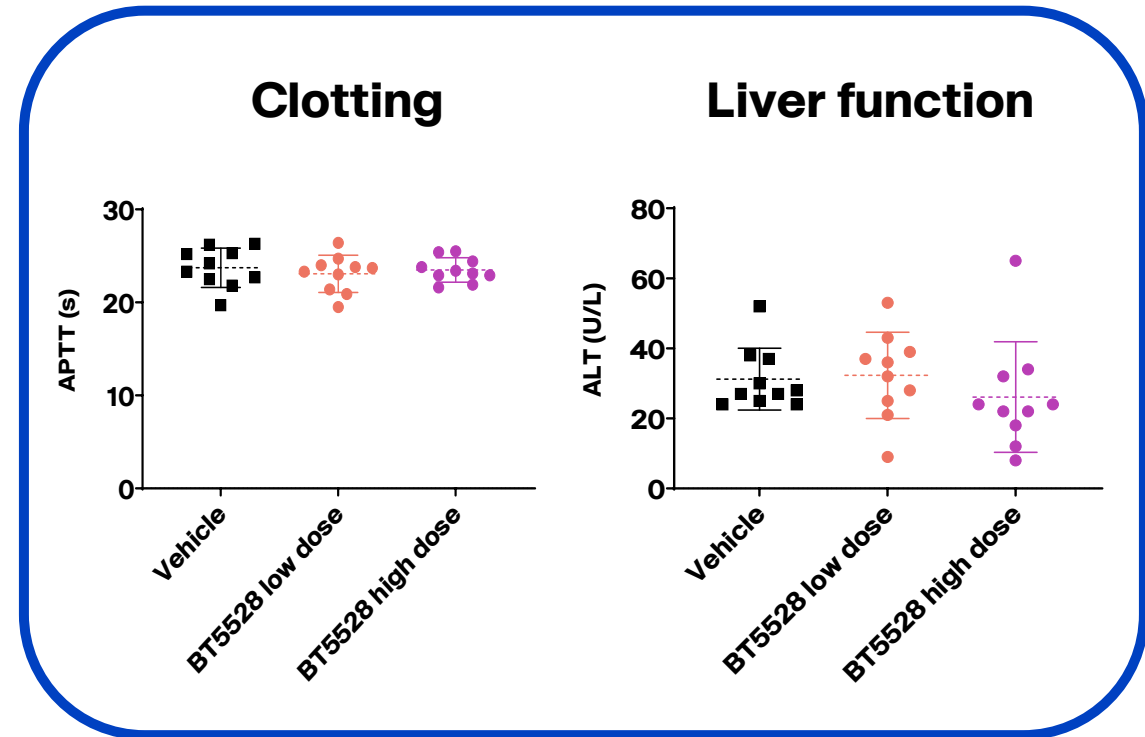 Clotting
APTT (s)
30
20
10
0
Vehicle
BT5528 low dose
BT5528 high dose
Liver function
ALT (U/L)
80
60
40
20
0
Vehicle
BT5528 low dose
BT5528 high dose